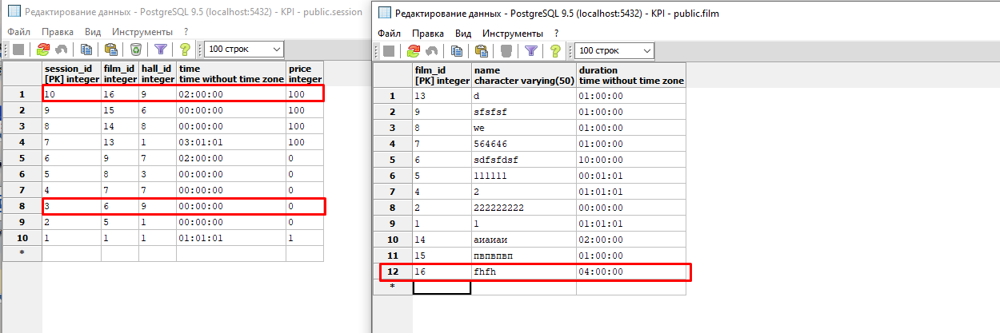 Редактирование данных - PostgreSQL 9.5 (localhost:5432) - KPI - public.session
Файл Правка Вид Инструменты ?
100 строк
session_id film_id hall_id time price
[PK] integer integer integer time without time zone integer
1 10 16 9 02:00:00 100
2 9 15 6 00:00:00 100
3 8 14 8 00:00:00 100
4 7 13 1 03:01:01 100
5 6 9 7 02:00:00 0
6 5 8 3 00:00:00 0
7 4 7 7 00:00:00 0
8 3 6 9 00:00:00 0
9 2 5 1 00:00:00 0
10 1 1 1 01:01:01 1
*
Редактирование данных - PostgreSQL 9.5 (localhost:5432) - KPI - public.film
Файл Правка Вид Инструменты ?
100 строк
film_id name duration
[PK] integer character varying(50) time without time zone
1 13 d 01:00:00
2 9 sfsfsf 01:00:00
3 8 we 01:00:00
4 7 564646 01:00:00
5 6 sdfsfdsf 10:00:00
6 5 111111 00:01:01
7 4 2 01:01:01
8 2 222222222 00:00:00
9 1 1 01:01:01
10 14 аиаиаи 02:00:00
11 15 пвпвпвп 01:00:00
12 16 fhfh 04:00:00
*